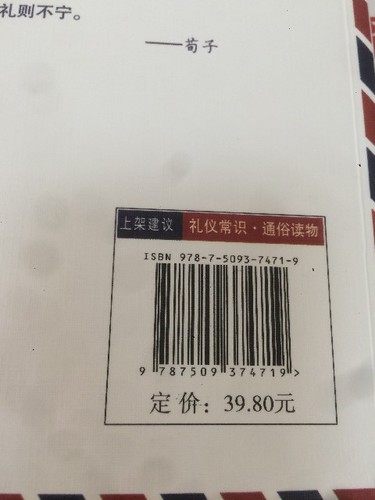 礼则不宁。
——荀子
上架建议 礼仪常识·通俗读物
ISBN 978-7-5093-7471-9
9 787509 374719>
定价：39.80元